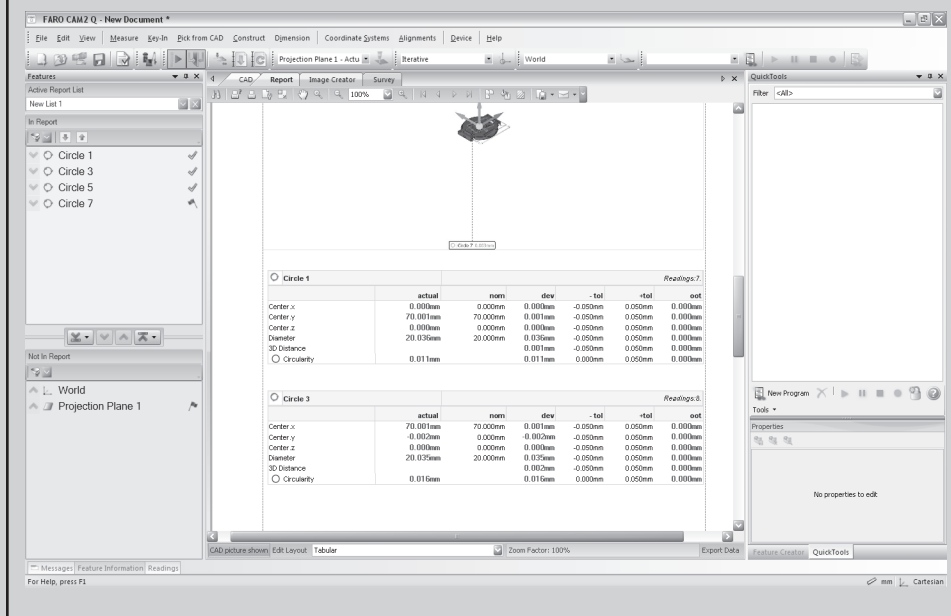 FARO CAM2 Q - New Document *
File Edit View Measure Key-In Pick from CAD Construct Dimension Coordinate Systems Alignments Device Help
Projection Plane 1 - Actu Iterative World
Features
Active Report List
New List 1
In Report
Circle 1
Circle 3
Circle 5
Circle 7
Not In Report
World
Projection Plane 1
CAD Report Image Creator Survey
100%
Circle 7
Circle 1 Readings:7.
actual nom dev - tol +tol oot
Center.x 0.000mm 0.000mm 0.000mm -0.050mm 0.050mm 0.000mm
Center.y 70.001mm 70.000mm 0.001mm -0.050mm 0.050mm 0.000mm
Center.z 0.000mm 0.000mm 0.000mm -0.050mm 0.050mm 0.000mm
Diameter 20.036mm 20.000mm 0.036mm -0.050mm 0.050mm 0.000mm
3D Distance 0.001mm -0.050mm 0.050mm 0.000mm
Circularity 0.011mm 0.011mm 0.000mm 0.050mm 0.000mm
Circle 3 Readings:8.
actual nom dev - tol +tol oot
Center.x 70.001mm 70.000mm 0.001mm -0.050mm 0.050mm 0.000mm
Center.y -0.002mm 0.000mm -0.002mm -0.050mm 0.050mm 0.000mm
Center.z 0.000mm 0.000mm 0.000mm -0.050mm 0.050mm 0.000mm
Diameter 20.035mm 20.000mm 0.035mm -0.050mm 0.050mm 0.000mm
3D Distance 0.002mm -0.050mm 0.050mm 0.000mm
Circularity 0.016mm 0.016mm 0.000mm 0.050mm 0.000mm
CAD picture shown Edit Layout Tabular Zoom Factor: 100% Export Data
QuickTools
Filter <All>
New Program
Tools
Properties
No properties to edit
Feature Creator QuickTools
Messages Feature Information Readings
For Help, press F1 mm Cartesian